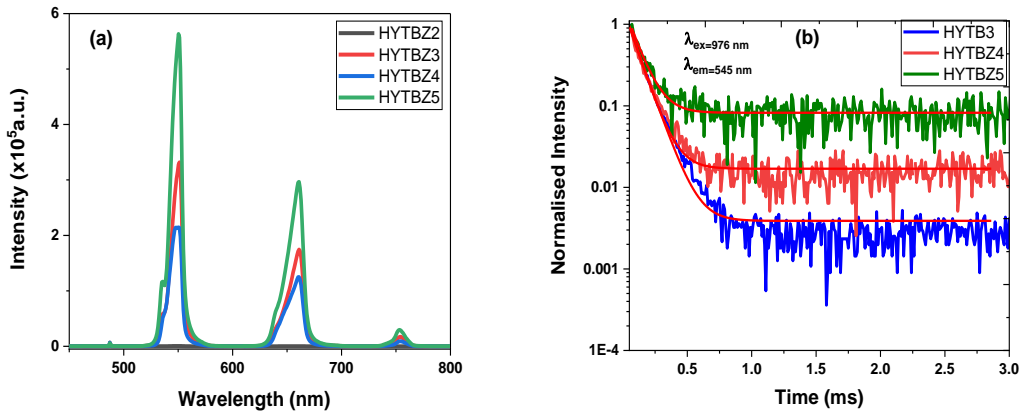 (a)
HYTBZ2
HYTBZ3
HYTBZ4
HYTBZ5
Intensity (x10⁵a.u.)
6
4
2
0
500
600
700
800
Wavelength (nm)
(b)
λex=976 nm
λem=545 nm
HYTB3
HYTBZ4
HYTBZ5
Normalised Intensity
1
0.1
0.01
0.001
1E-4
0.5
1.0
1.5
2.0
2.5
3.0
Time (ms)